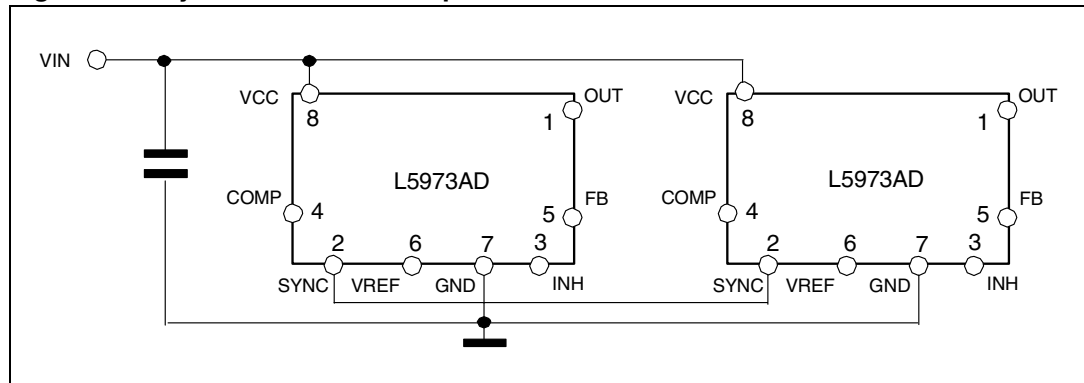 VIN
VCC
8
OUT
1
L5973AD
COMP
4
FB
5
2
6
7
3
SYNC
VREF
GND
INH
VCC
8
OUT
1
L5973AD
COMP
4
FB
5
2
6
7
3
SYNC
VREF
GND
INH